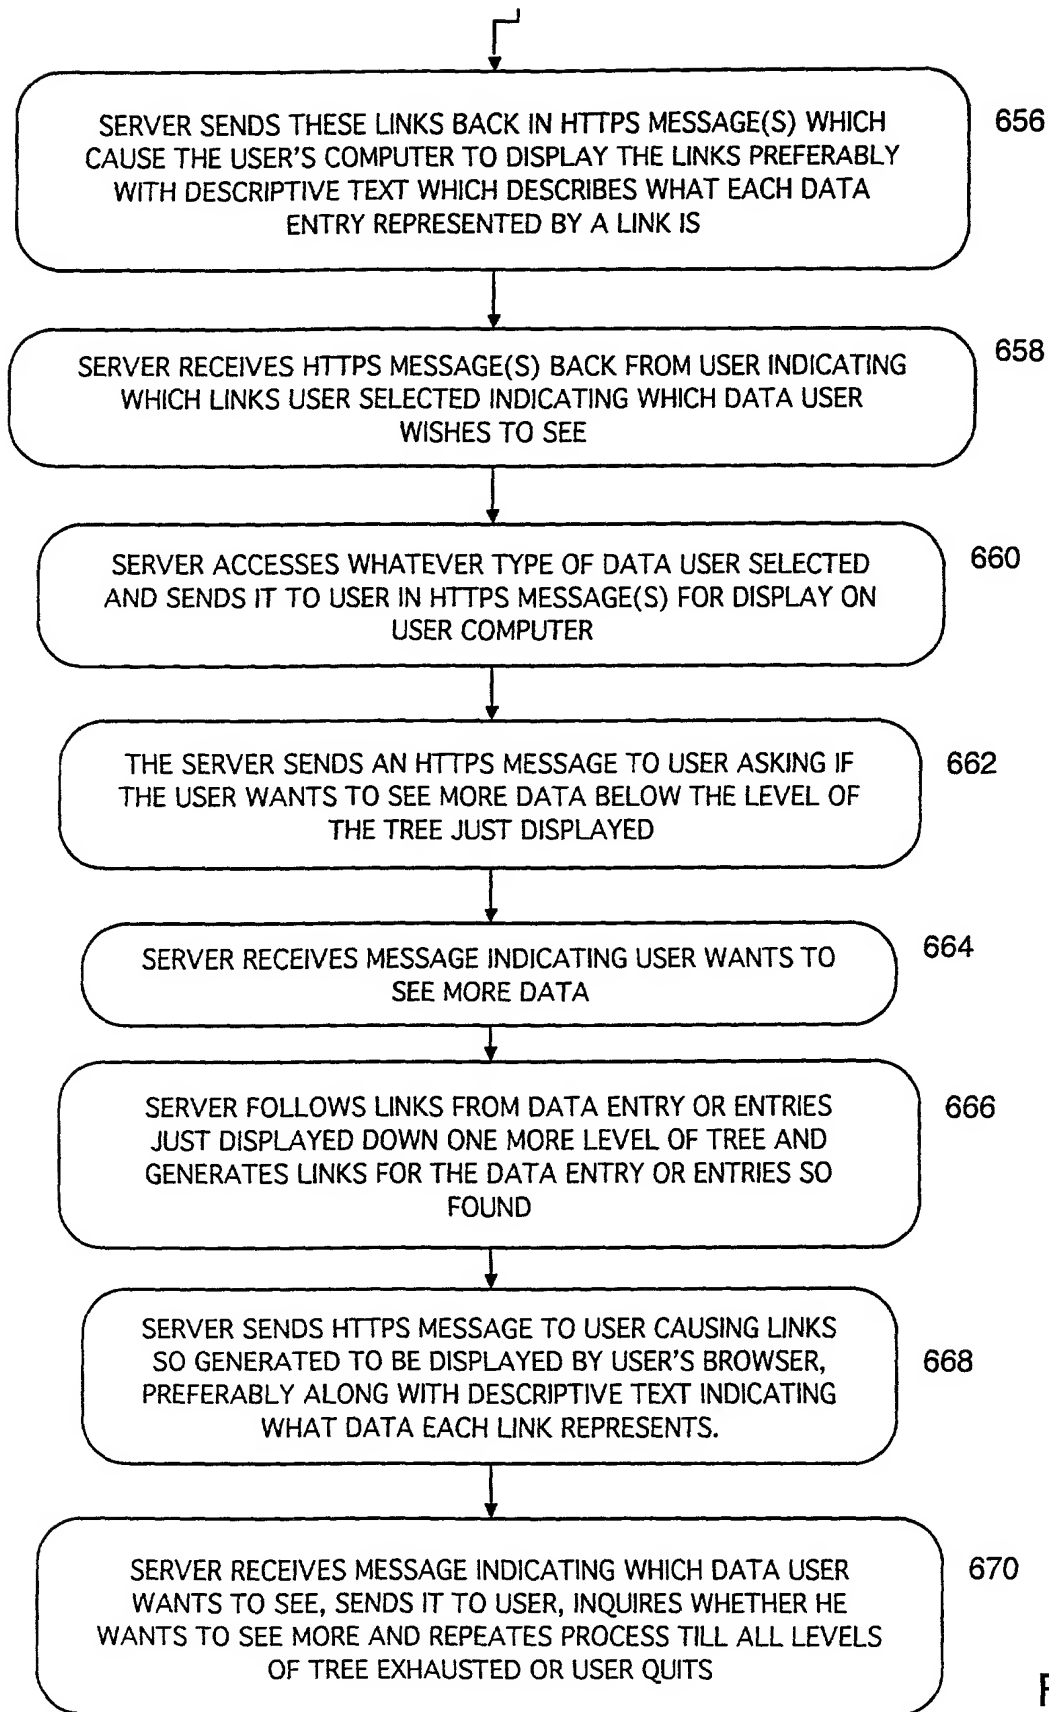 SERVER SENDS THESE LINKS BACK IN HTTPS MESSAGE(S) WHICH
CAUSE THE USER'S COMPUTER TO DISPLAY THE LINKS PREFERABLY
WITH DESCRIPTIVE TEXT WHICH DESCRIBES WHAT EACH DATA
ENTRY REPRESENTED BY A LINK IS
656
SERVER RECEIVES HTTPS MESSAGE(S) BACK FROM USER INDICATING
WHICH LINKS USER SELECTED INDICATING WHICH DATA USER
WISHES TO SEE
658
SERVER ACCESSES WHATEVER TYPE OF DATA USER SELECTED
AND SENDS IT TO USER IN HTTPS MESSAGE(S) FOR DISPLAY ON
USER COMPUTER
660
THE SERVER SENDS AN HTTPS MESSAGE TO USER ASKING IF
THE USER WANTS TO SEE MORE DATA BELOW THE LEVEL OF
THE TREE JUST DISPLAYED
662
SERVER RECEIVES MESSAGE INDICATING USER WANTS TO
SEE MORE DATA
664
SERVER FOLLOWS LINKS FROM DATA ENTRY OR ENTRIES
JUST DISPLAYED DOWN ONE MORE LEVEL OF TREE AND
GENERATES LINKS FOR THE DATA ENTRY OR ENTRIES SO
FOUND
666
SERVER SENDS HTTPS MESSAGE TO USER CAUSING LINKS
SO GENERATED TO BE DISPLAYED BY USER'S BROWSER,
PREFERABLY ALONG WITH DESCRIPTIVE TEXT INDICATING
WHAT DATA EACH LINK REPRESENTS.
668
SERVER RECEIVES MESSAGE INDICATING WHICH DATA USER
WANTS TO SEE, SENDS IT TO USER, INQUIRES WHETHER HE
WANTS TO SEE MORE AND REPEATS PROCESS TILL ALL LEVELS
OF TREE EXHAUSTED OR USER QUITS
670